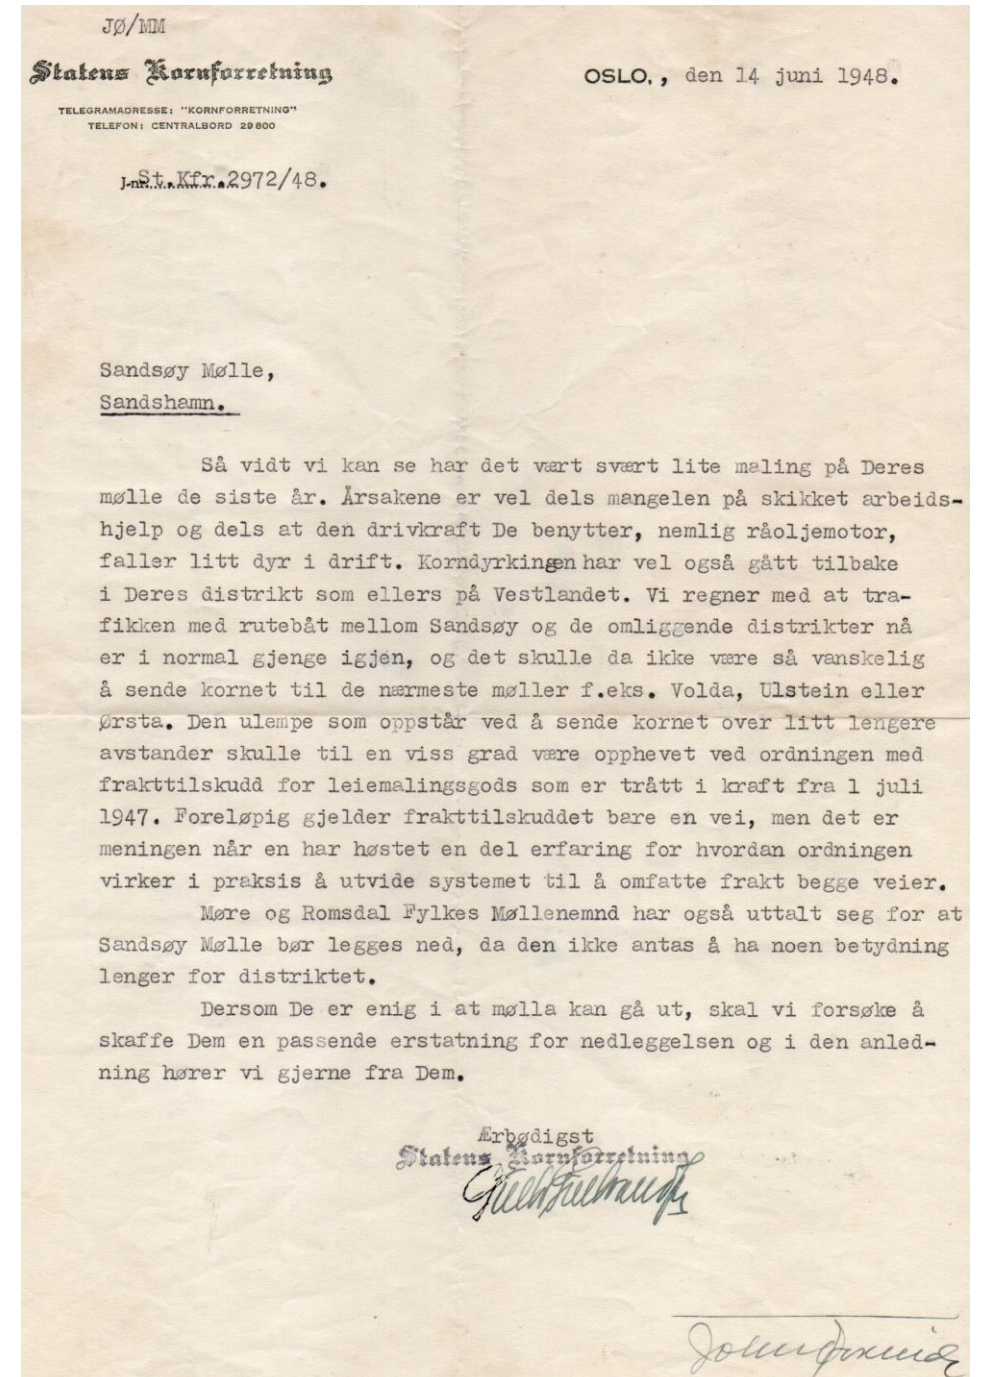 JØ/MM
Statens Kornforretning
OSLO., den 14 juni 1948.
TELEGRAMADRESSE: "KORNFORRETNING"
TELEFON: CENTRALBORD 29800
J-nr. St.Kfr.2972/48.
Sandsøy Mølle,
Sandshamn.
Så vidt vi kan se har det vært svært lite maling på Deres
mølle de siste år. Årsakene er vel dels mangelen på skikket arbeids-
hjelp og dels at den drivkraft De benytter, nemlig råoljemotor,
faller litt dyr i drift. Korndyrkingen har vel også gått tilbake
i Deres distrikt som ellers på Vestlandet. Vi regner med at tra-
fikken med rutebåt mellom Sandsøy og de omliggende distrikter nå
er i normal gjenge igjen, og det skulle da ikke være så vanskelig
å sende kornet til de nærmeste møller f.eks. Volda, Ulstein eller
Ørsta. Den ulempe som oppstår ved å sende kornet over litt lengere
avstander skulle til en viss grad være opphevet ved ordningen med
frakttilskudd for leiemalingsgods som er trått i kraft fra 1 juli
1947. Foreløpig gjelder frakttilskuddet bare en vei, men det er
meningen når en har høstet en del erfaring for hvordan ordningen
virker i praksis å utvide systemet til å omfatte frakt begge veier.
Møre og Romsdal Fylkes Møllenemnd har også uttalt seg for at
Sandsøy Mølle bør legges ned, da den ikke antas å ha noen betydning
lenger for distriktet.
Dersom De er enig i at mølla kan gå ut, skal vi forsøke å
skaffe Dem en passende erstatning for nedleggelsen og i den anled-
ning hører vi gjerne fra Dem.
Ærbødigst
Statens Kornforretning
John